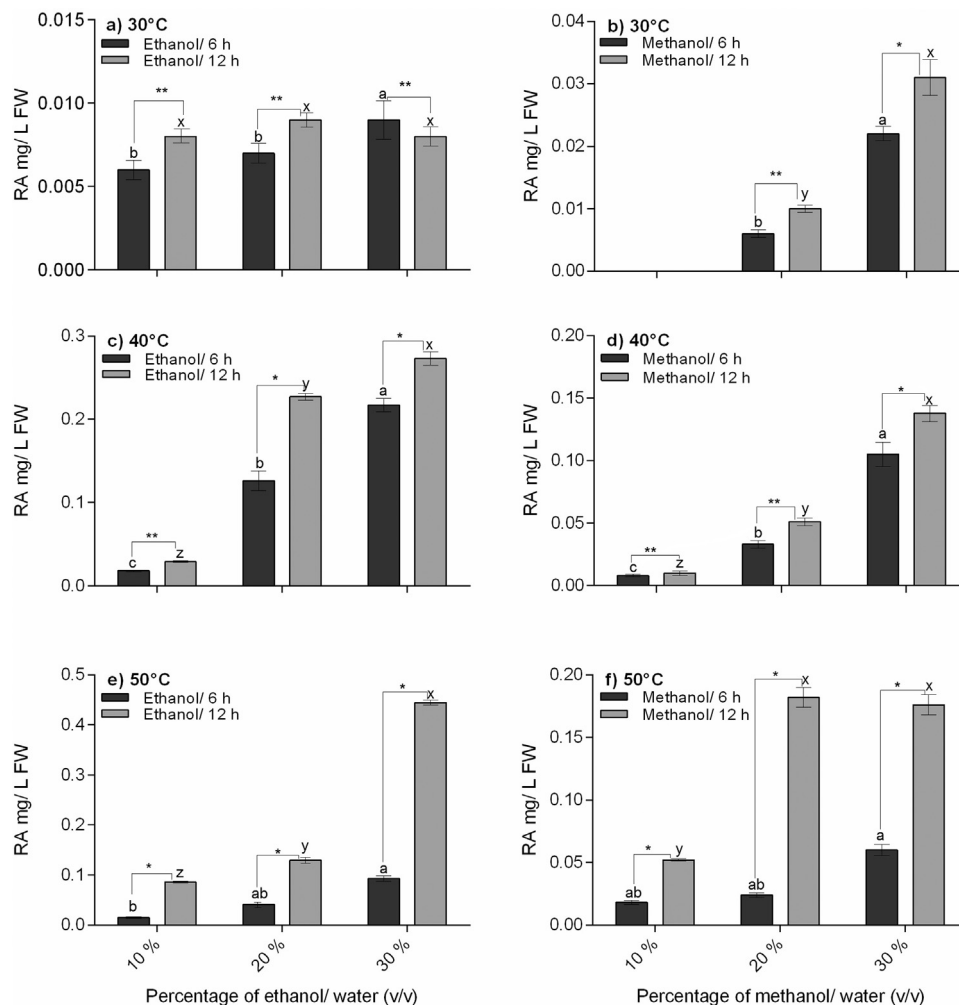 a) 30°C
Ethanol/ 6 h
Ethanol/ 12 h
RA mg/ L FW
0.015
0.010
0.005
0.000
b
**
x
b
**
x
a
**
x
b) 30°C
Methanol/ 6 h
Methanol/ 12 h
RA mg/ L FW
0.04
0.03
0.02
0.01
0.00
b
**
y
a
*
x
c) 40°C
Ethanol/ 6 h
Ethanol/ 12 h
RA mg/ L FW
0.3
0.2
0.1
0.0
c
**
z
b
*
y
a
*
x
d) 40°C
Methanol/ 6 h
Methanol/ 12 h
RA mg/ L FW
0.20
0.15
0.10
0.05
0.00
c
**
z
b
**
y
a
*
x
e) 50°C
Ethanol/ 6 h
Ethanol/ 12 h
RA mg/ L FW
0.5
0.4
0.3
0.2
0.1
0.0
b
*
z
ab
*
y
a
*
x
10 %
20 %
30 %
Percentage of ethanol/ water (v/v)
f) 50°C
Methanol/ 6 h
Methanol/ 12 h
RA mg/ L FW
0.20
0.15
0.10
0.05
0.00
ab
*
y
ab
*
x
a
*
x
10 %
20 %
30 %
Percentage of methanol/ water (v/v)